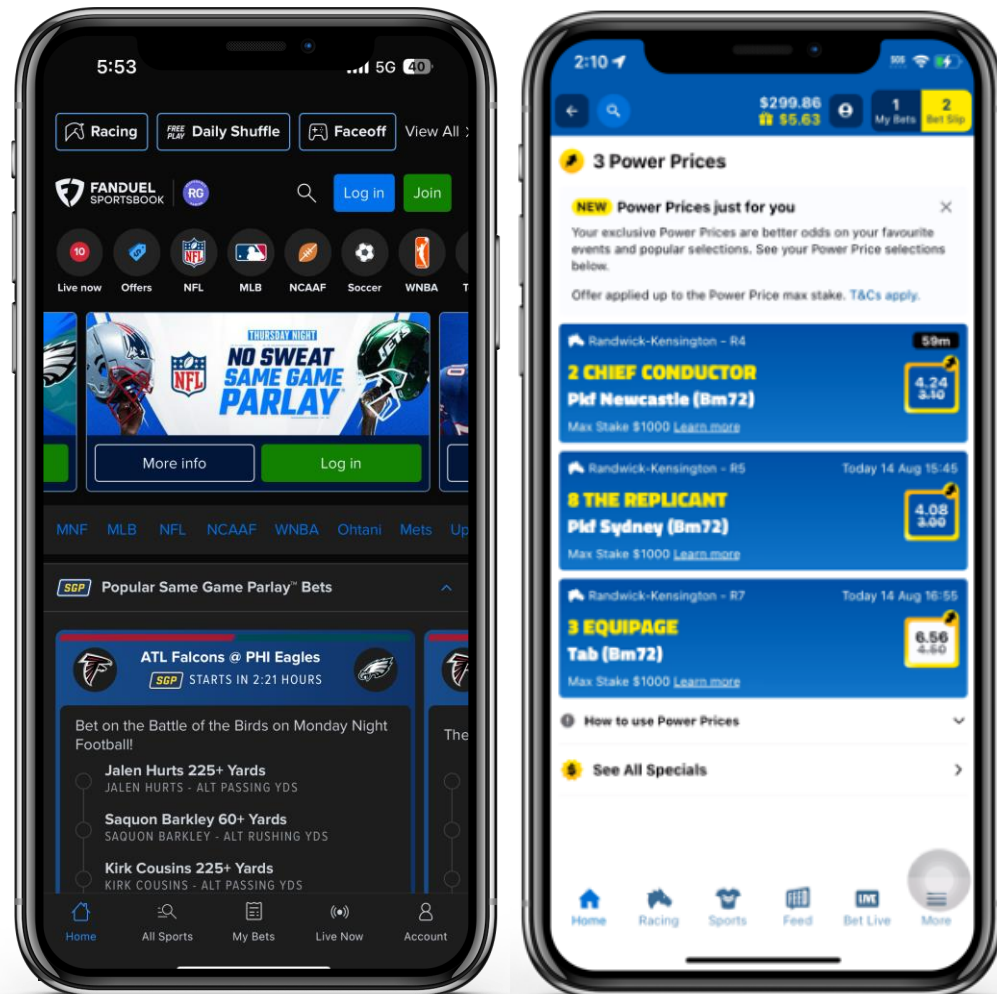 5:53
5G 40
Racing
FREE PLAY Daily Shuffle
Faceoff
View All
FANDUEL
SPORTSBOOK
RG
Log in
Join
10
Live now
Offers
NFL
MLB
NCAAF
Soccer
WNBA
T
THURSDAY NIGHT
NFL
NO SWEAT
SAME GAME
PARLAY
JETS
More info
Log in
MNF MLB NFL NCAAF WNBA Ohtani Mets Up
SGP Popular Same Game Parlay™ Bets
ATL Falcons @ PHI Eagles
SGP STARTS IN 2:21 HOURS
Bet on the Battle of the Birds on Monday Night
Football!
The
Jalen Hurts 225+ Yards
JALEN HURTS - ALT PASSING YDS
Saquon Barkley 60+ Yards
SAQUON BARKLEY - ALT RUSHING YDS
Kirk Cousins 225+ Yards
KIRK COUSINS - ALT PASSING YDS
Home
All Sports
My Bets
Live Now
Account
2:10
SOS
$299.86
$5.63
1
My Bets
2
Bet Slip
3 Power Prices
NEW Power Prices just for you
Your exclusive Power Prices are better odds on your favourite
events and popular selections. See your Power Price selections
below.
Offer applied up to the Power Price max stake. T&Cs apply.
Randwick-Kensington - R4
59m
2 CHIEF CONDUCTOR
Pkf Newcastle (Bm72)
4.24
3.10
Max Stake $1000 Learn more
Randwick-Kensington - R5
Today 14 Aug 15:45
8 THE REPLICANT
Pkf Sydney (Bm72)
4.08
3.00
Max Stake $1000 Learn more
Randwick-Kensington - R7
Today 14 Aug 16:55
3 EQUIPAGE
Tab (Bm72)
6.56
4.50
Max Stake $1000 Learn more
How to use Power Prices
$ See All Specials
Home
Racing
Sports
FEED
Feed
LIVE
Bet Live
More